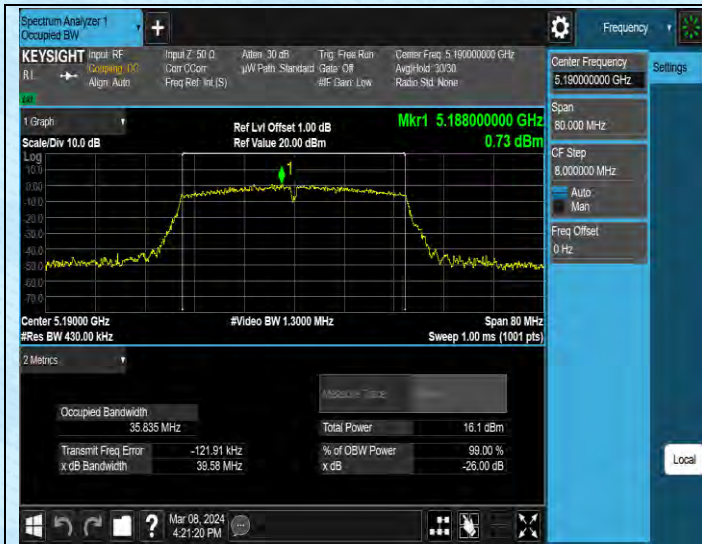 Spectrum Analyzer 1
Occupied BW
Frequency
KEYSIGHT Input: RF Input Z: 50 Ω Atten: 30 dB Trig: Free Run Center Freq: 5.190000000 GHz
RL Coupling: DC Corr CCorr µW Path: Standard Gate: Off Avg|Hold: 30/30
Align: Auto Freq Ref: Int (S) #IF Gain: Low Radio Std: None
Center Frequency
5.190000000 GHz
Settings
Span
80.000 MHz
CF Step
8.000000 MHz
Auto
Man
Freq Offset
0 Hz
1 Graph
Ref Lvl Offset 1.00 dB
Mkr1 5.188000000 GHz
Scale/Div 10.0 dB
Ref Value 20.00 dBm
0.73 dBm
Log
10.0
0.00
-10.0
-20.0
-30.0
-40.0
-50.0
-60.0
-70.0
1
Center 5.19000 GHz
#Video BW 1.3000 MHz
Span 80 MHz
#Res BW 430.00 kHz
Sweep 1.00 ms (1001 pts)
2 Metrics
Measure Trace
Occupied Bandwidth
35.835 MHz
Total Power 16.1 dBm
Transmit Freq Error -121.91 kHz
% of OBW Power 99.00 %
x dB Bandwidth 39.58 MHz
x dB -26.00 dB
Local
?
Mar 08, 2024
4:21:20 PM